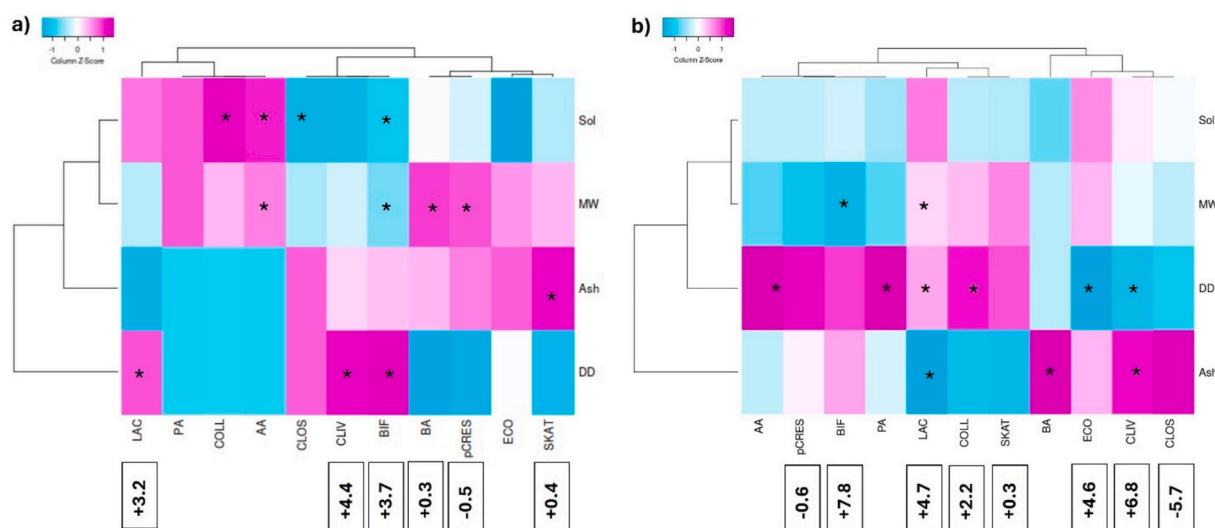 a)
-1 0 1
Column Z-Score
Sol
* * * *
MW
* * * *
Ash
*
DD
* * *
LAC PA COLL AA CLOS CLIV BIF BA pCRES ECO SKAT
+3.2 +4.4 +3.7 +0.3 -0.5 +0.4
b)
-1 0 1
Column Z-Score
Sol
MW
* *
DD
* * * * * *
Ash
* * *
AA pCRES BIF PA LAC COLL SKAT BA ECO CLIV CLOS
-0.6 +7.8 +4.7 +2.2 +0.3 +4.6 +6.8 -5.7